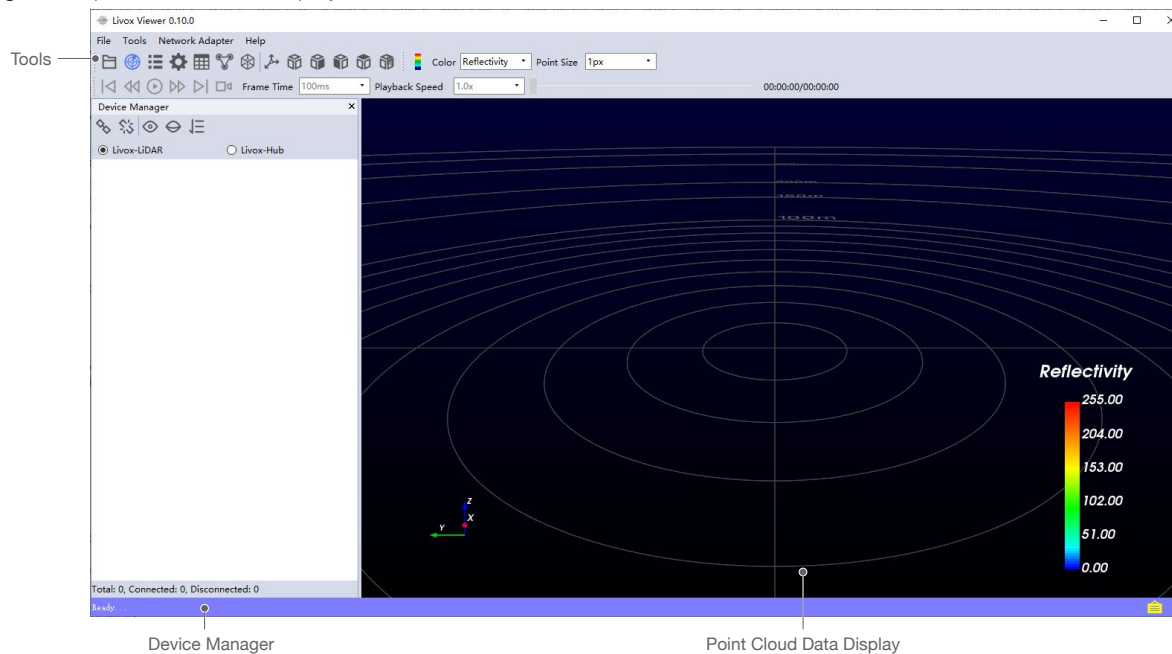 Livox Viewer 0.10.0
File Tools Network Adapter Help
Tools
Color Reflectivity Point Size 1px
Frame Time 100ms Playback Speed 1.0x 00:00:00/00:00:00
Device Manager
Livox-LiDAR Livox-Hub
100m
Reflectivity
255.00
204.00
153.00
102.00
51.00
0.00
Z
X
Y
Total: 0, Connected: 0, Disconnected: 0
Ready...
Device Manager Point Cloud Data Display